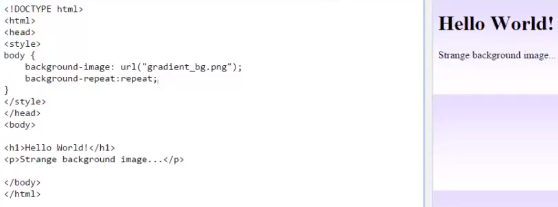 <!DOCTYPE html>
<html>
<head>
<style>
body {
    background-image: url("gradient_bg.png");
    background-repeat:repeat;
}
</style>
</head>
<body>

<h1>Hello World!</h1>
<p>Strange background image...</p>

</body>
</html>
Hello World!
Strange background image...